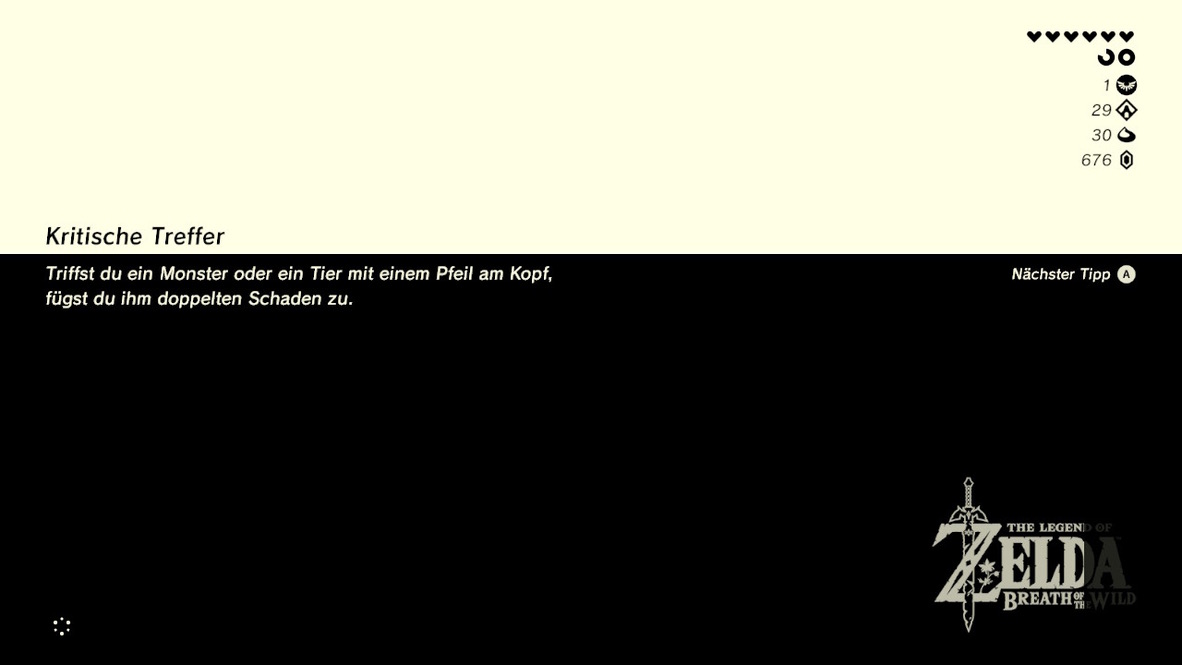 1
29
30
676
Kritische Treffer
Triffst du ein Monster oder ein Tier mit einem Pfeil am Kopf,
fügst du ihm doppelten Schaden zu.
Nächster Tipp A
THE LEGEND OF
ZELDA
BREATH OF THE WILD